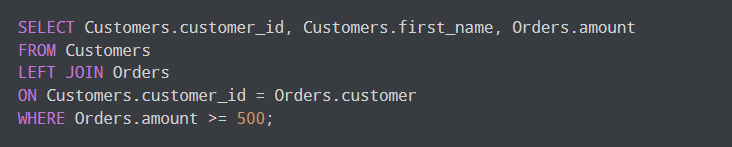 SELECT Customers.customer_id, Customers.first_name, Orders.amount
FROM Customers
LEFT JOIN Orders
ON Customers.customer_id = Orders.customer
WHERE Orders.amount >= 500;